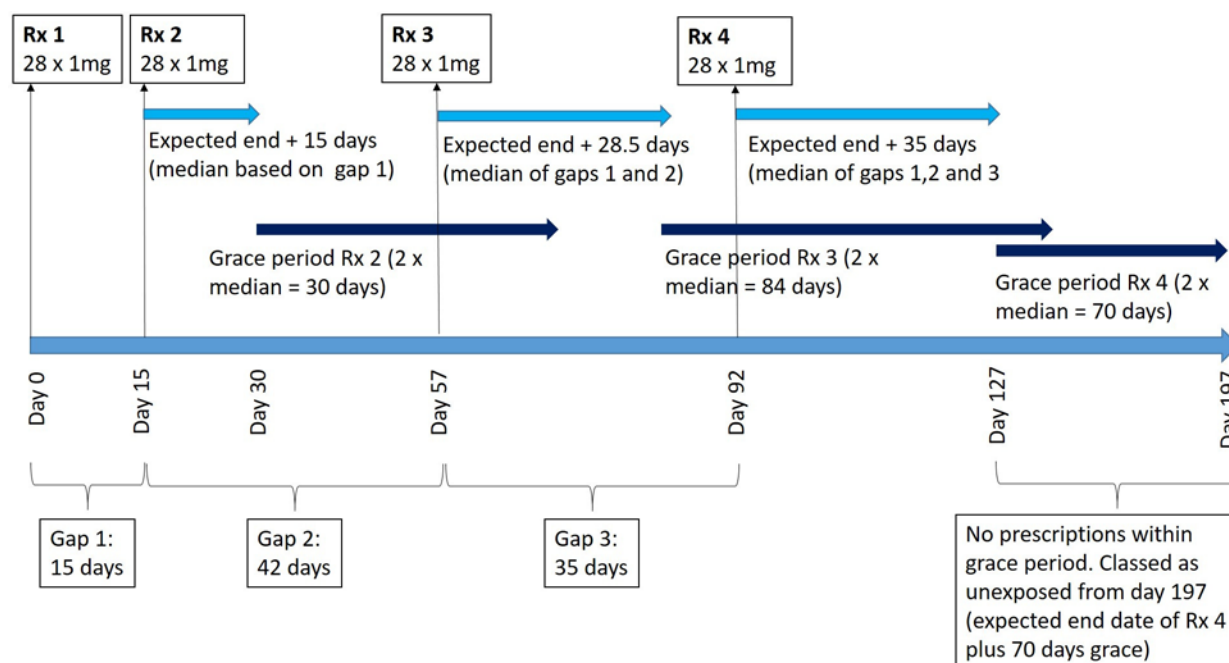 Rx 1
28 x 1mg
Rx 2
28 x 1mg
Rx 3
28 x 1mg
Rx 4
28 x 1mg
Expected end + 15 days
(median based on  gap 1)
Expected end + 28.5 days
(median of gaps 1 and 2)
Expected end + 35 days
(median of gaps 1,2 and 3
Grace period Rx 2 (2 x
median = 30 days)
Grace period Rx 3 (2 x
median = 84 days)
Grace period Rx 4 (2 x
median = 70 days)
Day 0
Day 15
Day 30
Day 57
Day 92
Day 127
Day 197
Gap 1:
15 days
Gap 2:
42 days
Gap 3:
35 days
No prescriptions within
grace period. Classed as
unexposed from day 197
(expected end date of Rx 4
plus 70 days grace)